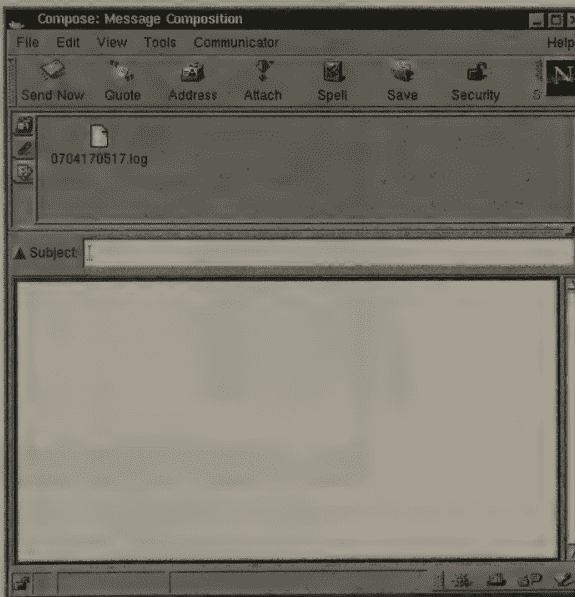 Compose: Message Composition
File Edit View Tools Communicator Help
Send Now Quote Address Attach Spell Save Security S N
0704170517.log
Subject: